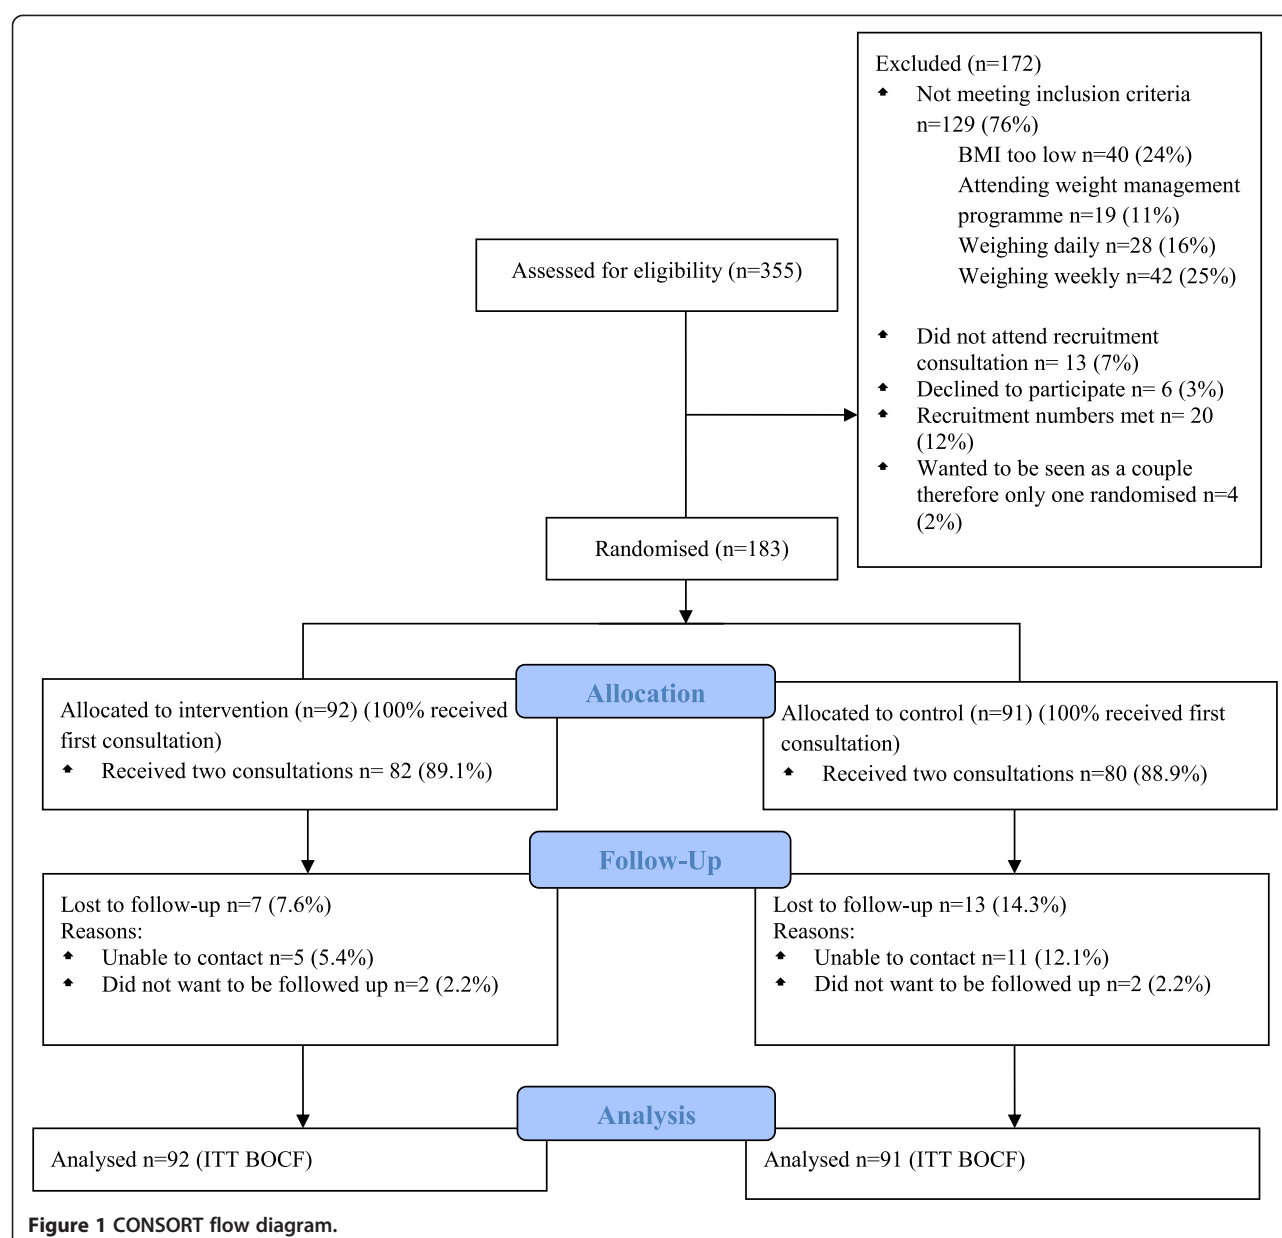 Excluded (n=172)
Not meeting inclusion criteria
n=129 (76%)
BMI too low n=40 (24%)
Attending weight management
programme n=19 (11%)
Weighing daily n=28 (16%)
Weighing weekly n=42 (25%)
Did not attend recruitment
consultation n= 13 (7%)
Declined to participate n= 6 (3%)
Recruitment numbers met n= 20
(12%)
Wanted to be seen as a couple
therefore only one randomised n=4
(2%)
Assessed for eligibility (n=355)
Randomised (n=183)
Allocation
Allocated to intervention (n=92) (100% received
first consultation)
Received two consultations n= 82 (89.1%)
Allocated to control (n=91) (100% received first
consultation)
Received two consultations n=80 (88.9%)
Follow-Up
Lost to follow-up n=7 (7.6%)
Reasons:
Unable to contact n=5 (5.4%)
Did not want to be followed up n=2 (2.2%)
Lost to follow-up n=13 (14.3%)
Reasons:
Unable to contact n=11 (12.1%)
Did not want to be followed up n=2 (2.2%)
Analysis
Analysed n=92 (ITT BOCF)
Analysed n=91 (ITT BOCF)
Figure 1 CONSORT flow diagram.